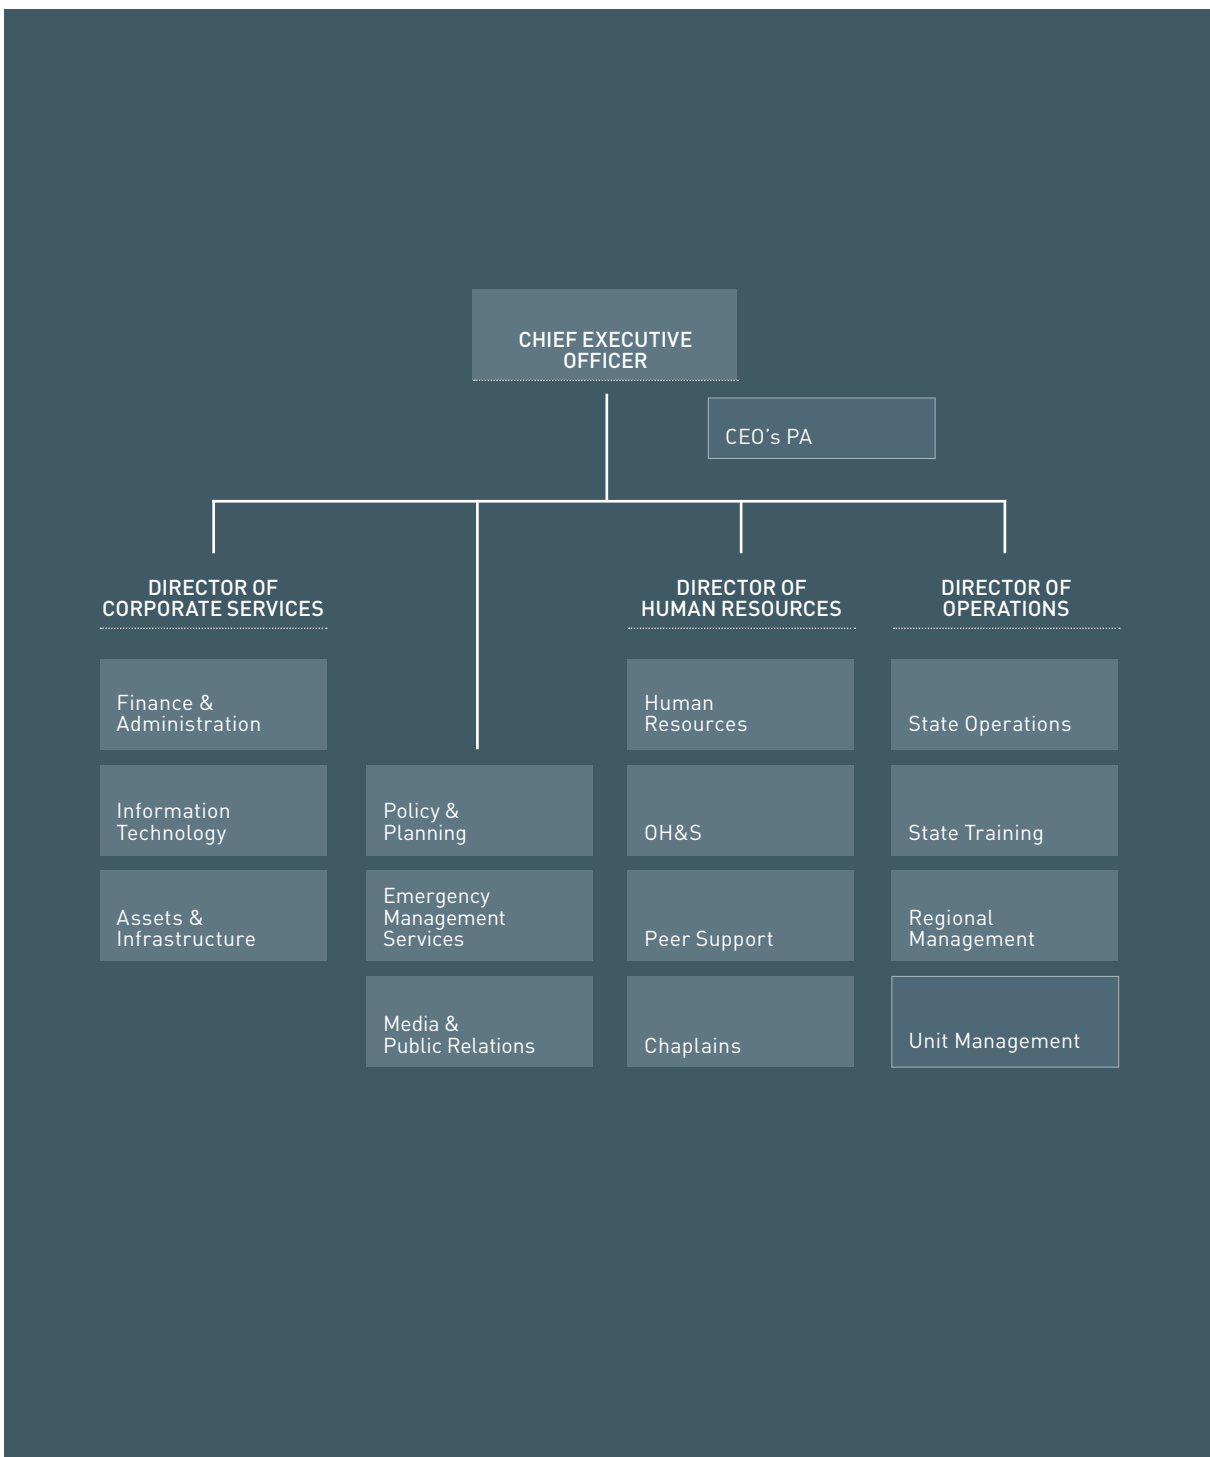 CHIEF EXECUTIVE
OFFICER
CEO’s PA
DIRECTOR OF
CORPORATE SERVICES
DIRECTOR OF
HUMAN RESOURCES
DIRECTOR OF
OPERATIONS
Finance &
Administration
Information
Technology
Assets &
Infrastructure
Policy &
Planning
Emergency
Management
Services
Media &
Public Relations
Human
Resources
OH&S
Peer Support
Chaplains
State Operations
State Training
Regional
Management
Unit Management